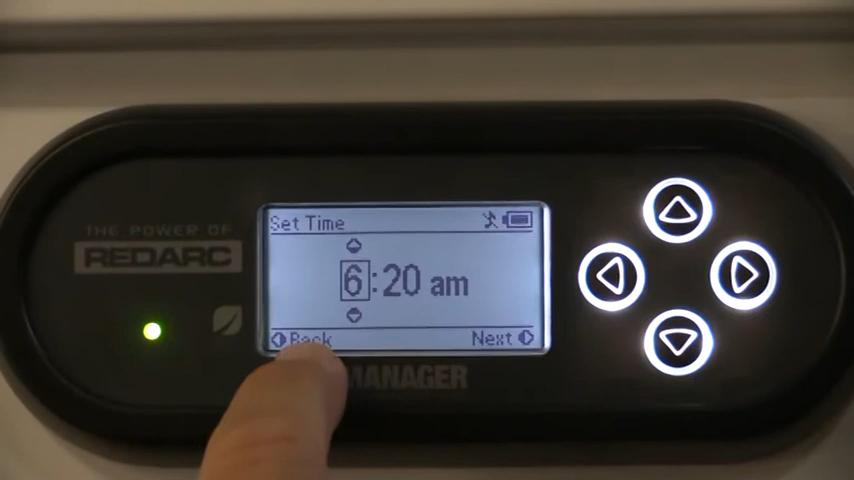 THE POWER OF
REDARC
Set Time
6:20 am
Back
Next
MANAGER